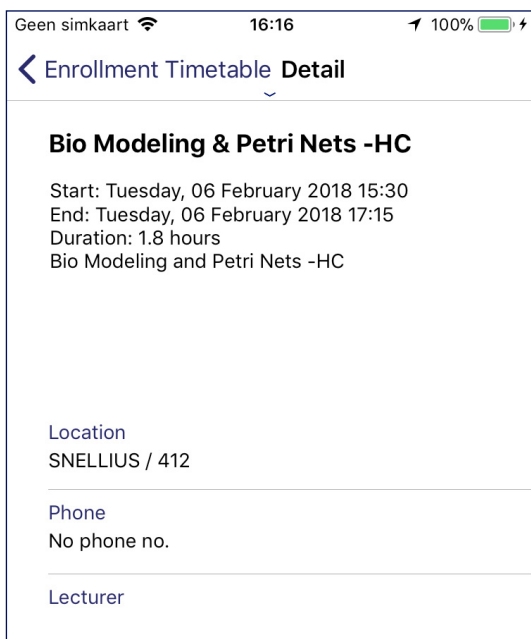 Geen simkaart 16:16 100%
Enrollment Timetable Detail
Bio Modeling & Petri Nets -HC
Start: Tuesday, 06 February 2018 15:30
End: Tuesday, 06 February 2018 17:15
Duration: 1.8 hours
Bio Modeling and Petri Nets -HC
Location
SNELLIUS / 412
Phone
No phone no.
Lecturer